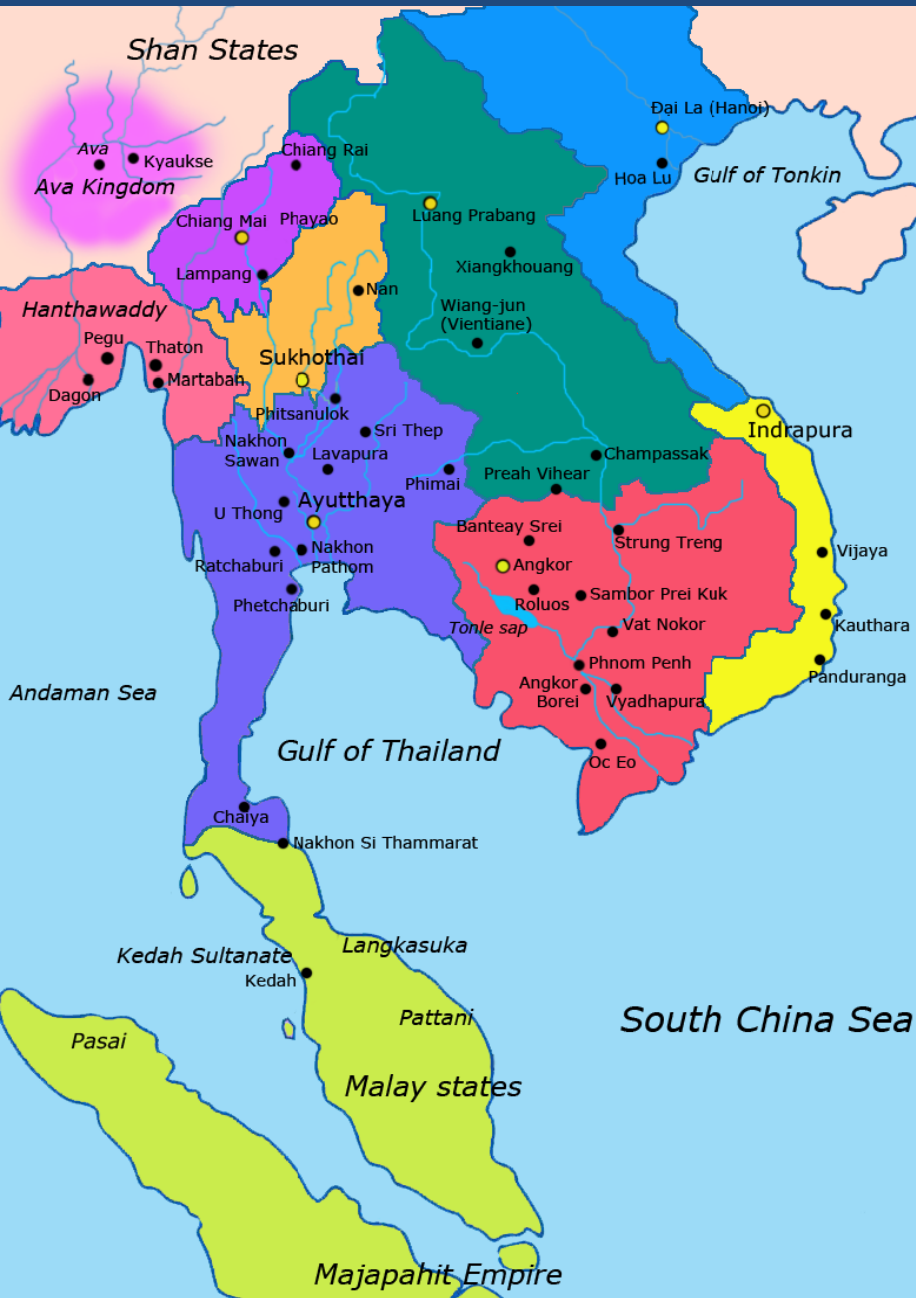 Shan States
Đại La (Hanoi)
Ava
Kyaukse
Chiang Rai
Hoa Lu
Gulf of Tonkin
Ava Kingdom
Chiang Mai
Phayao
Luang Prabang
Lampang
Xiangkhouang
Nan
Hanthawaddy
Wiang-jun
(Vientiane)
Pegu
Thaton
Sukhothai
Martaban
Dagon
Phitsanulok
Indrapura
Sri Thep
Nakhon
Sawan
Lavapura
Champassak
Phimai
Preah Vihear
Ayutthaya
U Thong
Banteay Srei
Strung Treng
Nakhon
Pathom
Vijaya
Ratchaburi
Angkor
Phetchaburi
Roluos
Sambor Prei Kuk
Tonle sap
Vat Nokor
Kauthara
Phnom Penh
Panduranga
Andaman Sea
Angkor
Borei
Vyadhapura
Gulf of Thailand
Oc Eo
Chaiya
Nakhon Si Thammarat
Langkasuka
Kedah Sultanate
Kedah
Pattani
South China Sea
Pasai
Malay states
Majapahit Empire